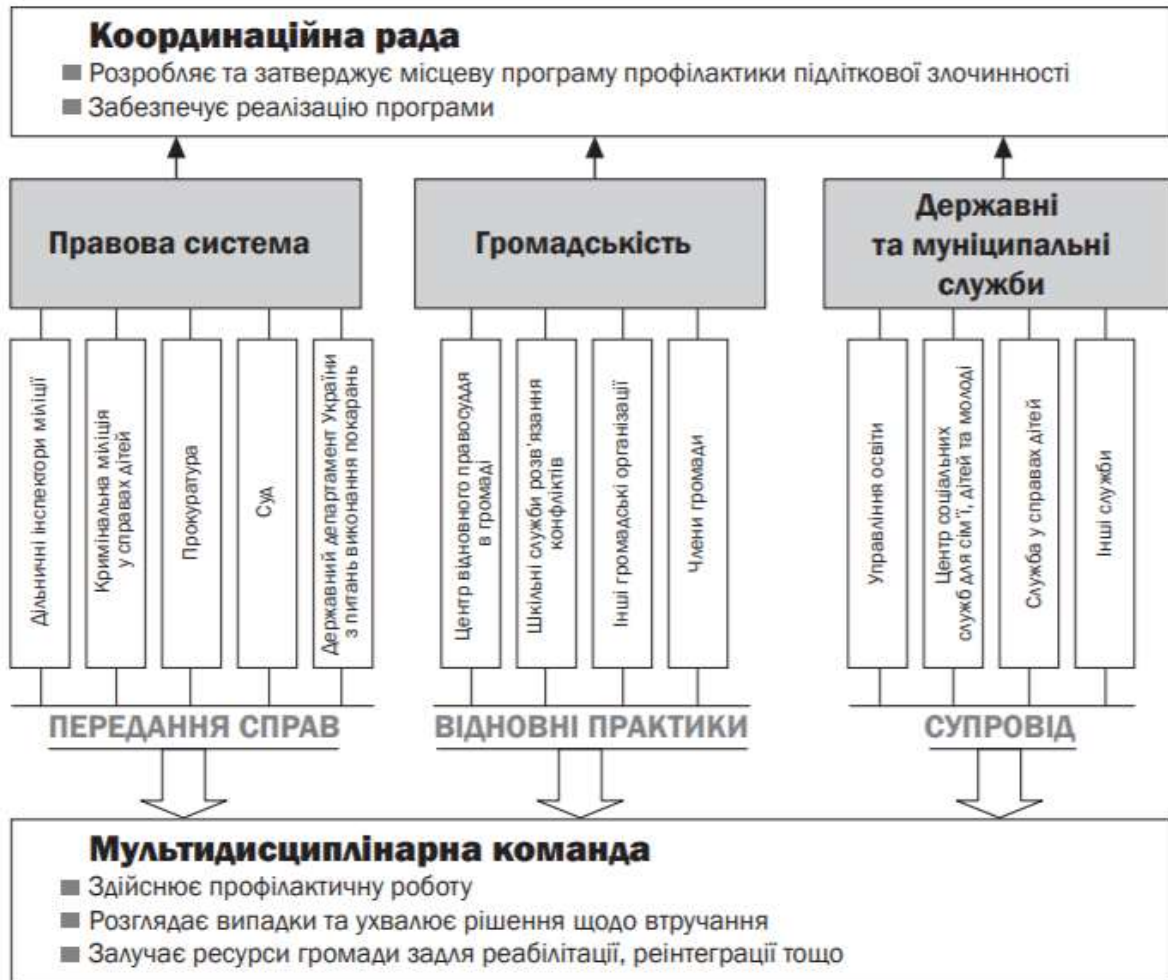 Координаційна рада
■ Розробляє та затверджує місцеву програму профілактики підліткової злочинності
■ Забезпечує реалізацію програми
Правова система
Громадськість
Державні
та муніципальні
служби
Дільничні інспектори міліції
Кримінальна міліція
у справах дітей
Прокуратура
Суд
Державний департамент України
з питань виконання покарань
Центр відновного правосуддя
в громаді
Шкільні служби розв'язання
конфліктів
Інші громадські організації
Члени громади
Управління освіти
Центр соціальних
служб для сім'ї, дітей та молоді
Служба у справах дітей
Інші служби
ПЕРЕДАННЯ СПРАВ
ВІДНОВНІ ПРАКТИКИ
СУПРОВІД
Мультидисциплінарна команда
■ Здійснює профілактичну роботу
■ Розглядає випадки та ухвалює рішення щодо втручання
■ Залучає ресурси громади задля реабілітації, реінтеграції тощо